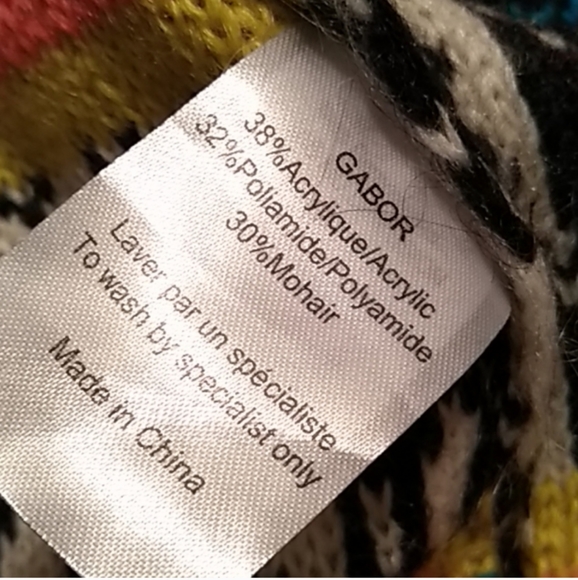 GABOR
38%Acrylique/Acrylic
32%Poliamide/Polyamide
30%Mohair
Laver par un spécialiste
To wash by specialist only
Made in China